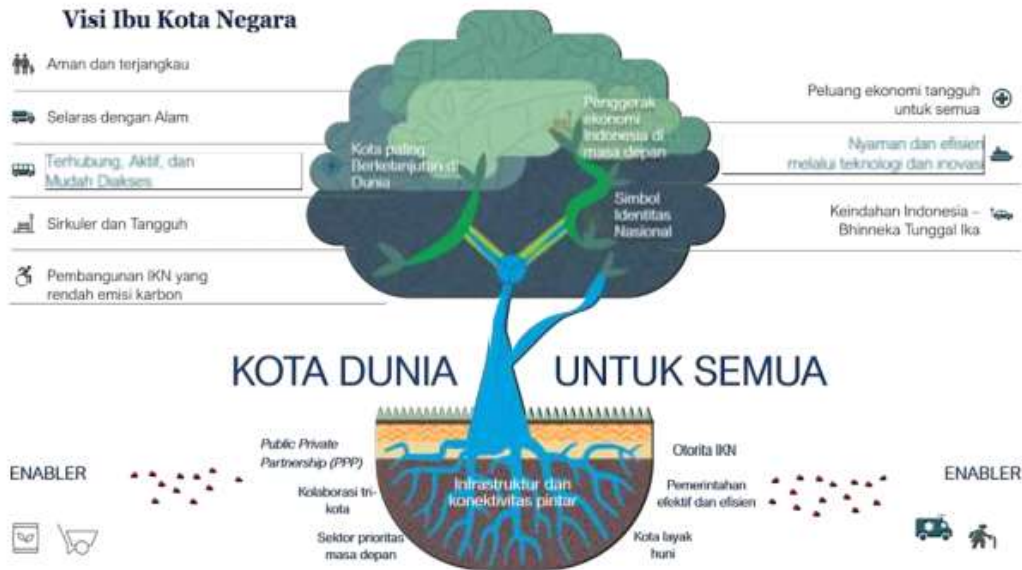 Visi Ibu Kota Negara
Aman dan terjangkau
Selaras dengan Alam
Terhubung, Aktif, dan
Mudah Diakses
Sirkuler dan Tangguh
Pembangunan IKN yang
rendah emisi karbon
Kota paling
Berkelanjutan di
Dunia
Penggerak
ekonomi
Indonesia di
masa depan
Simbol
Identitas
Nasional
Peluang ekonomi tangguh
untuk semua
Nyaman dan efisien
melalui teknologi dan inovasi
Keindahan Indonesia –
Bhinneka Tunggal Ika
KOTA DUNIA UNTUK SEMUA
ENABLER
Public Private
Partnership (PPP)
Kolaborasi tri-
kota
Sektor prioritas
masa depan
Infrastruktur dan
konektivitas pintar
Otorita IKN
Pemerintahan
efektif dan efisien
Kota layak
huni
ENABLER